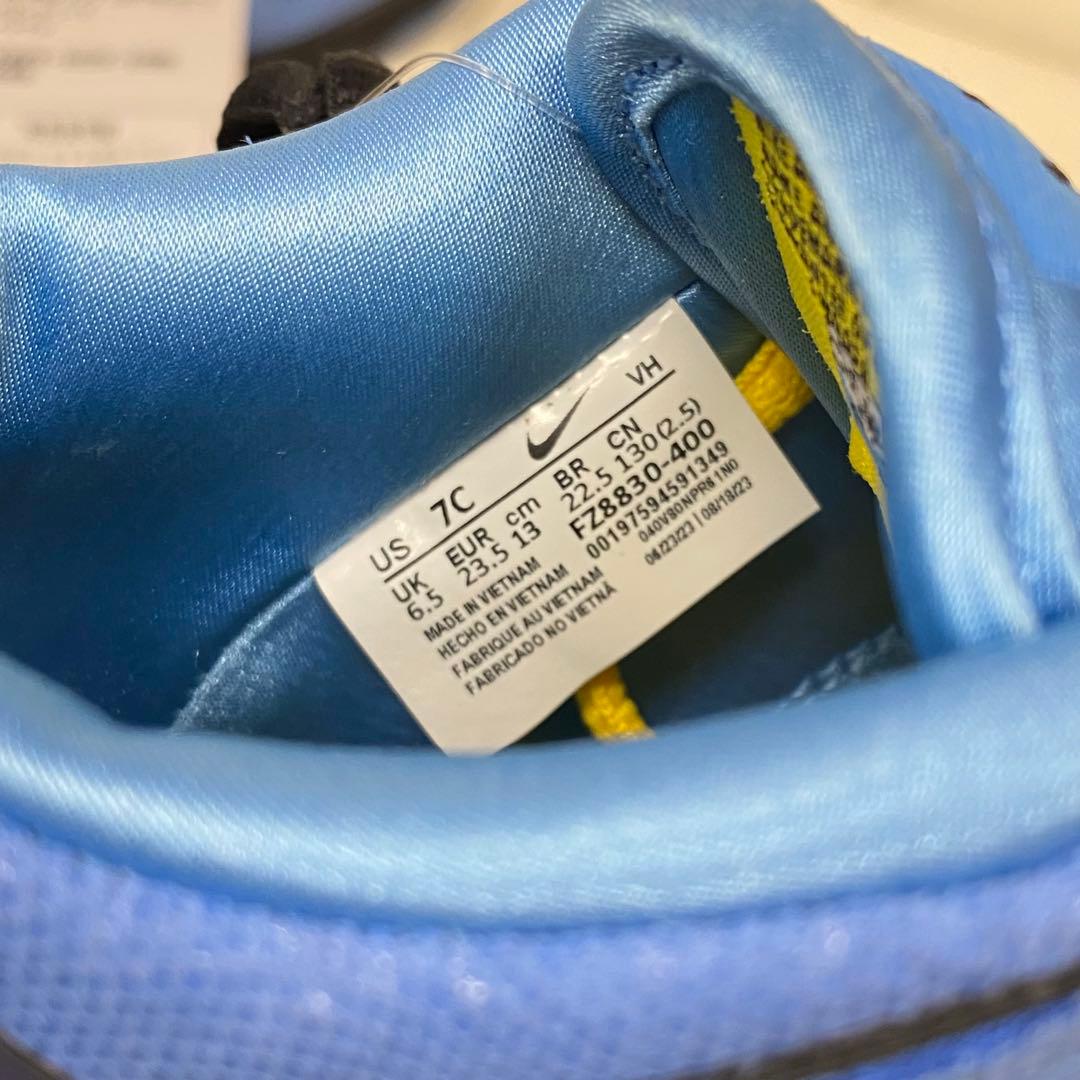 US 7C VH
UK EUR cm BR CN
6.5 23.5 13 22.5 130(2.5)
MADE IN VIETNAM FZ8830-400
HECHO EN VIETNAM 00197594591349
FABRIQUE AU VIETNAM 040V80NPR61N0
FABRICADO NO VIETNÃ 06/23/23 | 08/18/23